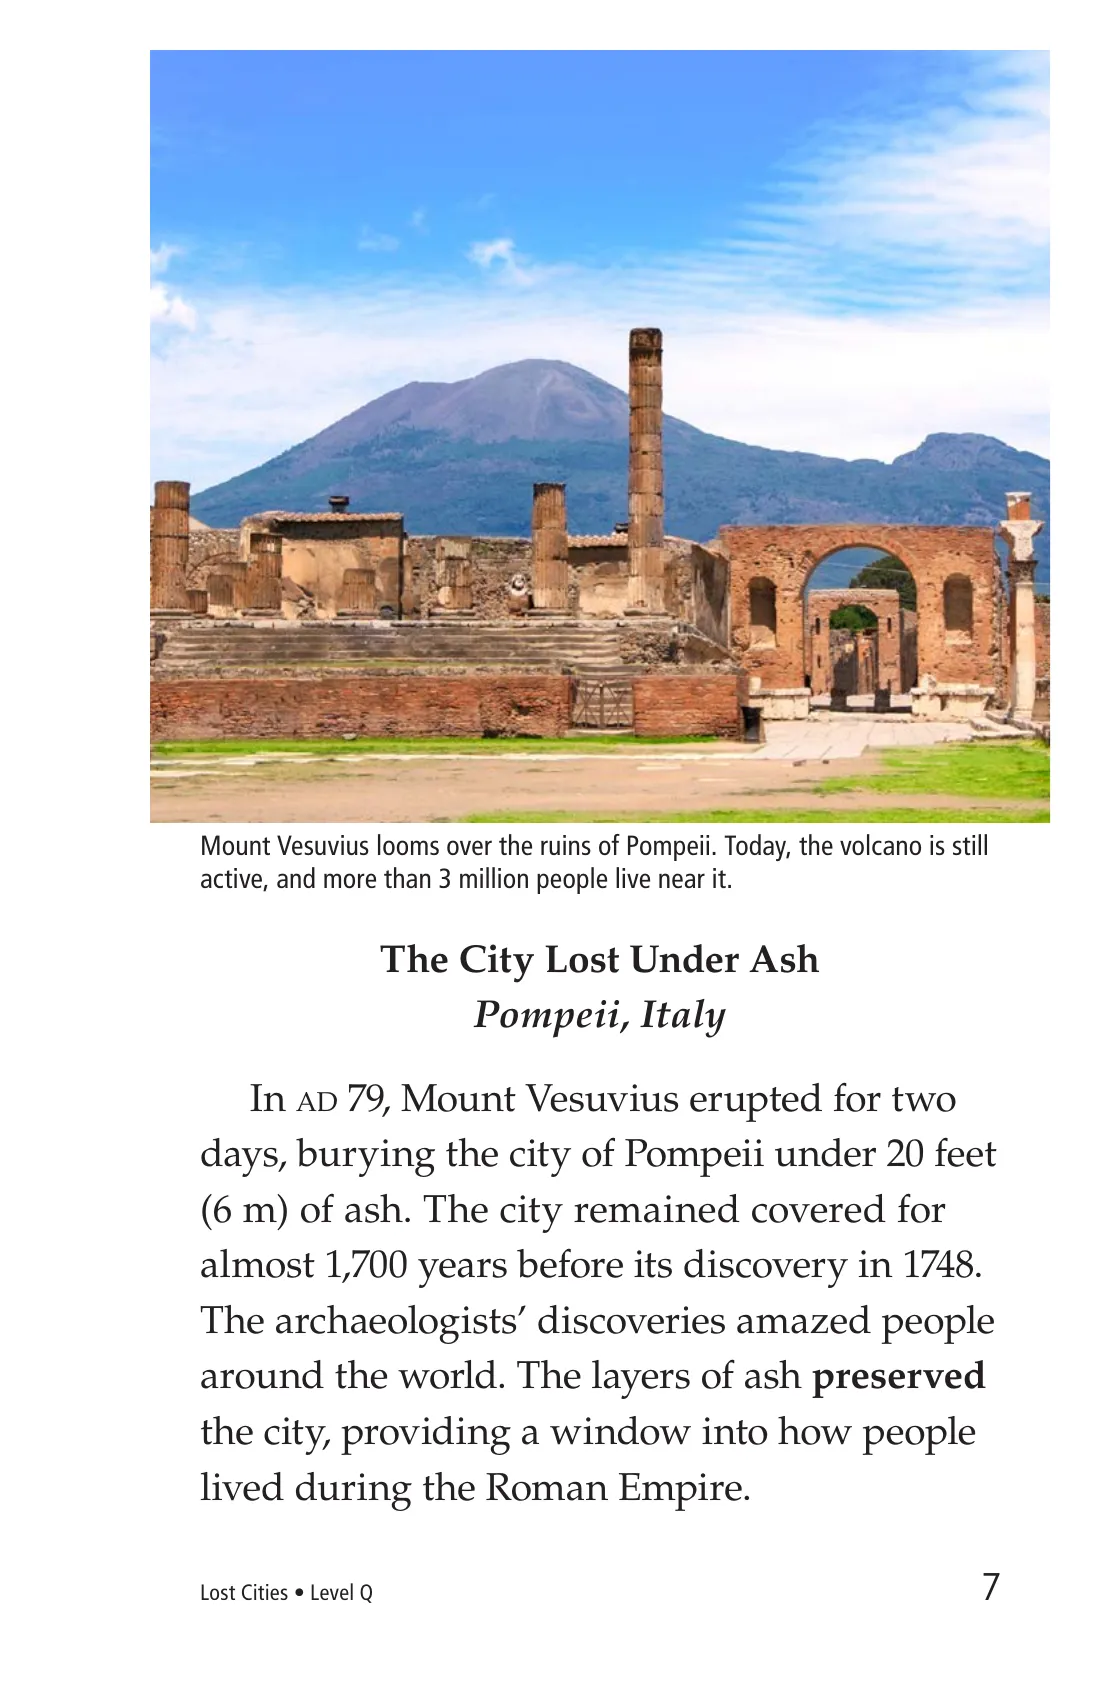 Mount Vesuvius looms over the ruins of Pompeii. Today, the volcano is still
active, and more than 3 million people live near it.
The City Lost Under Ash
Pompeii, Italy
In AD 79, Mount Vesuvius erupted for two
days, burying the city of Pompeii under 20 feet
(6 m) of ash. The city remained covered for
almost 1,700 years before its discovery in 1748.
The archaeologists’ discoveries amazed people
around the world. The layers of ash preserved
the city, providing a window into how people
lived during the Roman Empire.
Lost Cities • Level Q
7